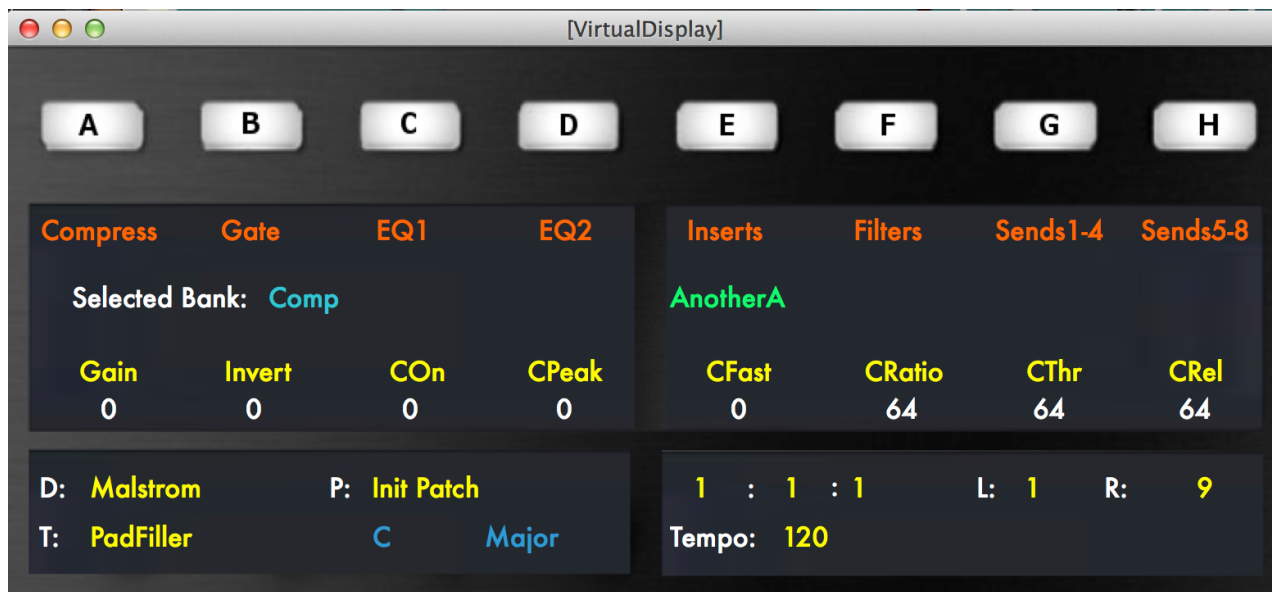 [VirtualDisplay]
A B C D E F G H
Compress Gate EQ1 EQ2 Inserts Filters Sends1-4 Sends5-8
Selected Bank: Comp AnotherA
Gain Invert COn CPeak CFast CRatio CThr CRel
0 0 0 0 0 64 64 64
D: Malstrom P: Init Patch 1 : 1 : 1 L: 1 R: 9
T: PadFiller C Major Tempo: 120